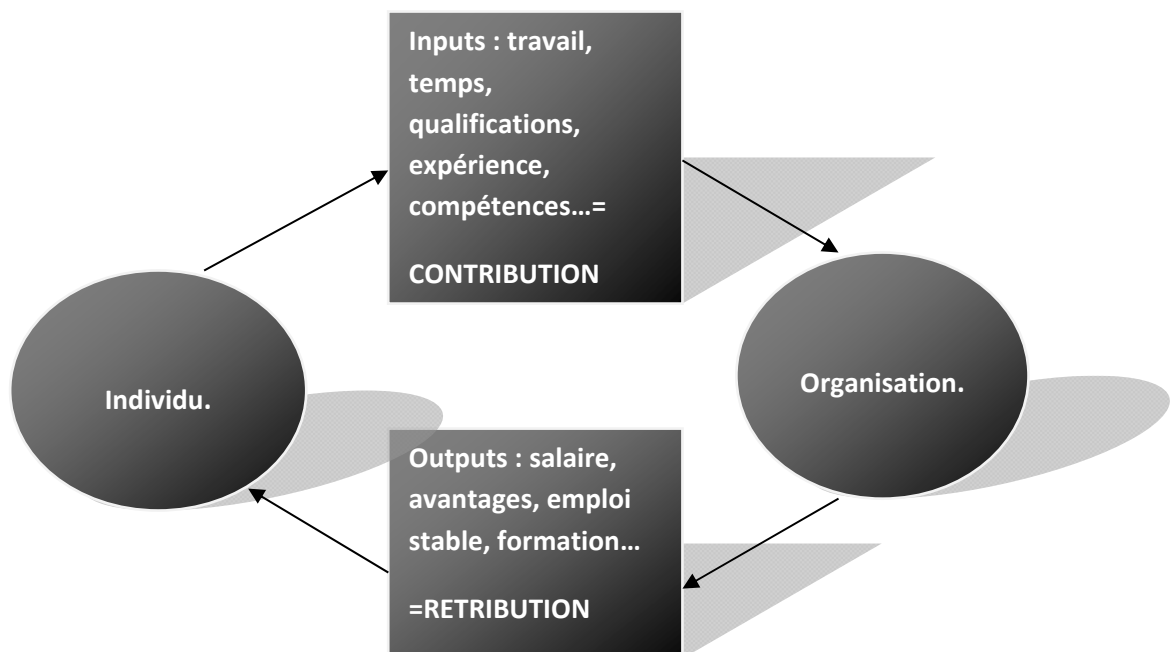 Inputs : travail,
temps,
qualifications,
expérience,
compétences…=
CONTRIBUTION
Individu.
Organisation.
Outputs : salaire,
avantages, emploi
stable, formation…
=RETRIBUTION